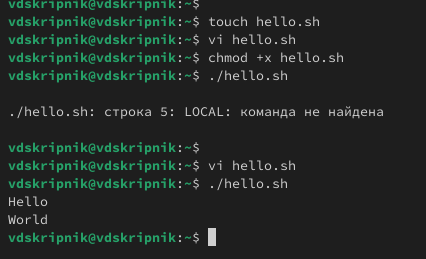 vdskripnik@vdskripnik:~$
vdskripnik@vdskripnik:~$ touch hello.sh
vdskripnik@vdskripnik:~$ vi hello.sh
vdskripnik@vdskripnik:~$ chmod +x hello.sh
vdskripnik@vdskripnik:~$ ./hello.sh
./hello.sh: строка 5: LOCAL: команда не найдена
vdskripnik@vdskripnik:~$
vdskripnik@vdskripnik:~$ vi hello.sh
vdskripnik@vdskripnik:~$ ./hello.sh
Hello
World
vdskripnik@vdskripnik:~$